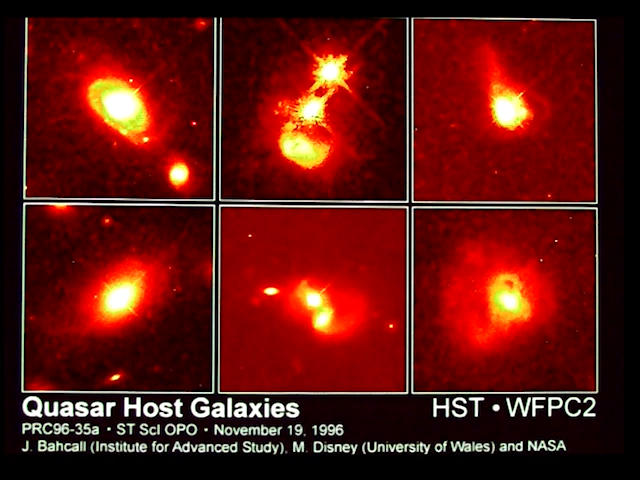 Quasar Host Galaxies HST • WFPC2
PRC96-35a • ST ScI OPO • November 19, 1996
J. Bahcall (Institute for Advanced Study), M. Disney (University of Wales) and NASA